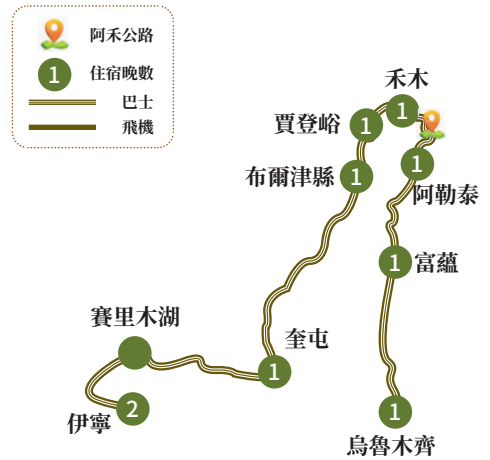 阿禾公路
1 住宿晚數
巴士
飛機
禾木
1
賈登峪
1
1
阿勒泰
布爾津縣
1
1
富蘊
賽里木湖
奎屯
1
2
伊寧
1
烏魯木齊